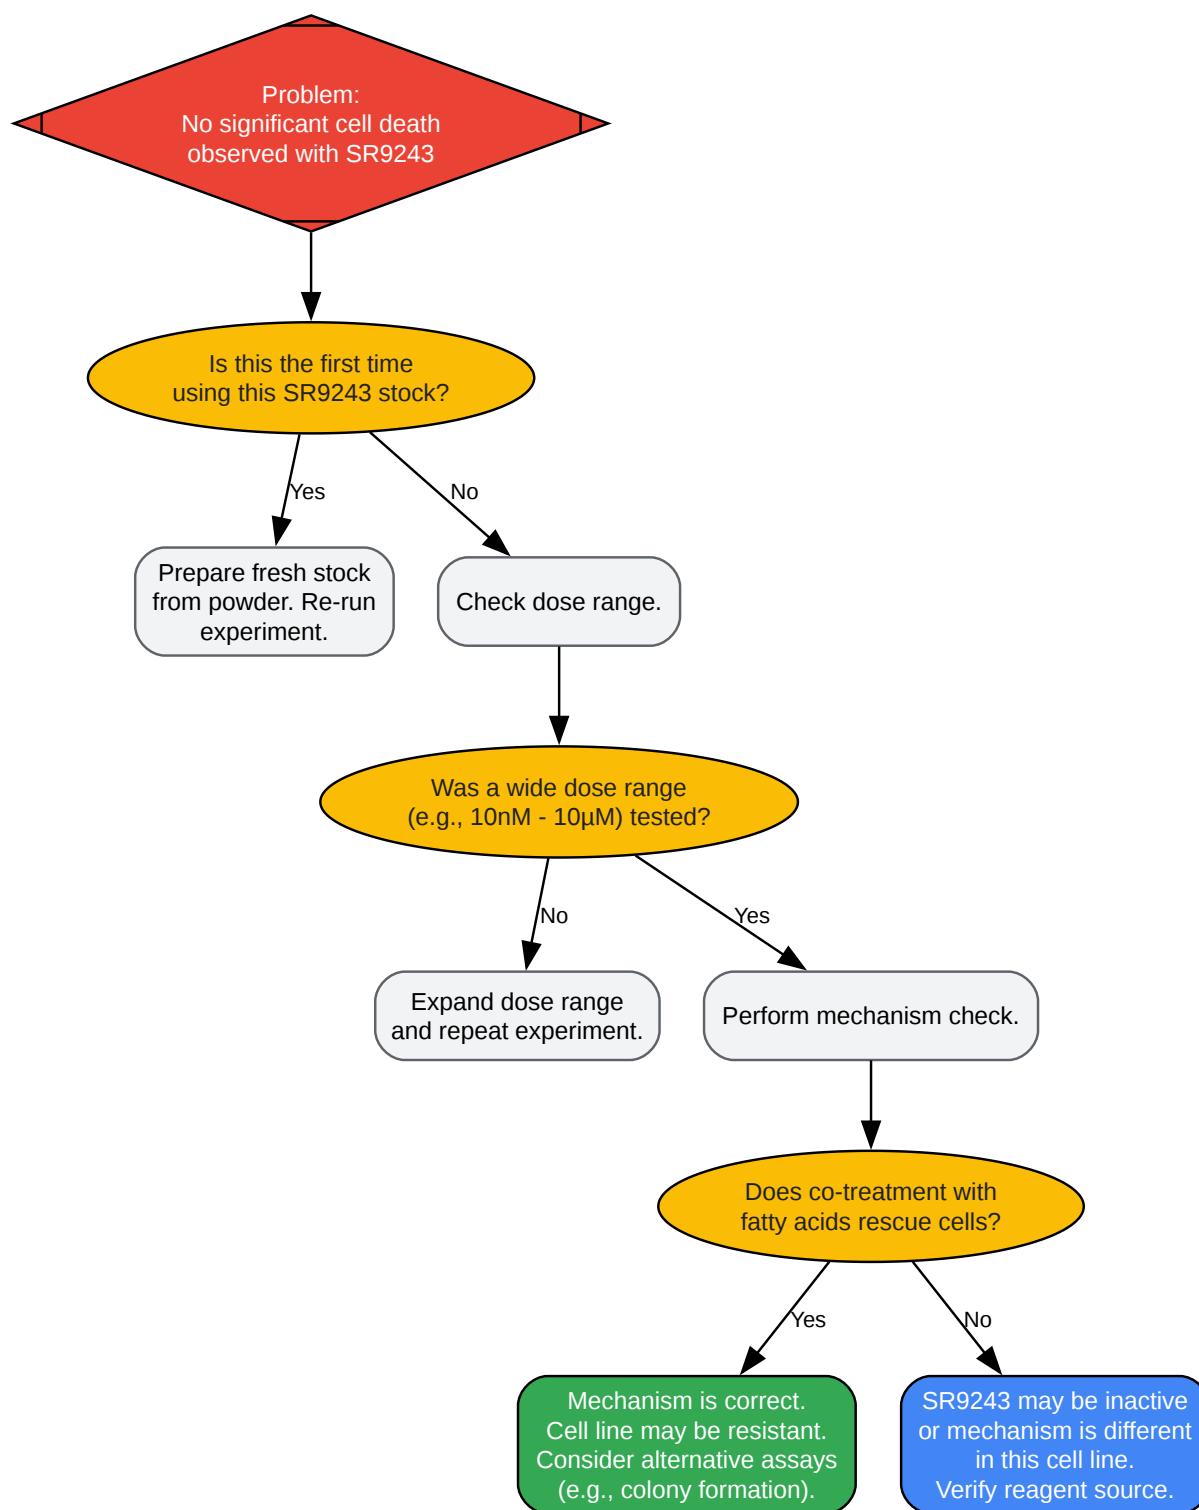 Problem:
No significant cell death
observed with SR9243
Is this the first time
using this SR9243 stock?
Yes
No
Prepare fresh stock
from powder. Re-run
experiment.
Check dose range.
Was a wide dose range
(e.g., 10nM - 10µM) tested?
No
Yes
Expand dose range
and repeat experiment.
Perform mechanism check.
Does co-treatment with
fatty acids rescue cells?
Yes
No
Mechanism is correct.
Cell line may be resistant.
Consider alternative assays
(e.g., colony formation).
SR9243 may be inactive
or mechanism is different
in this cell line.
Verify reagent source.